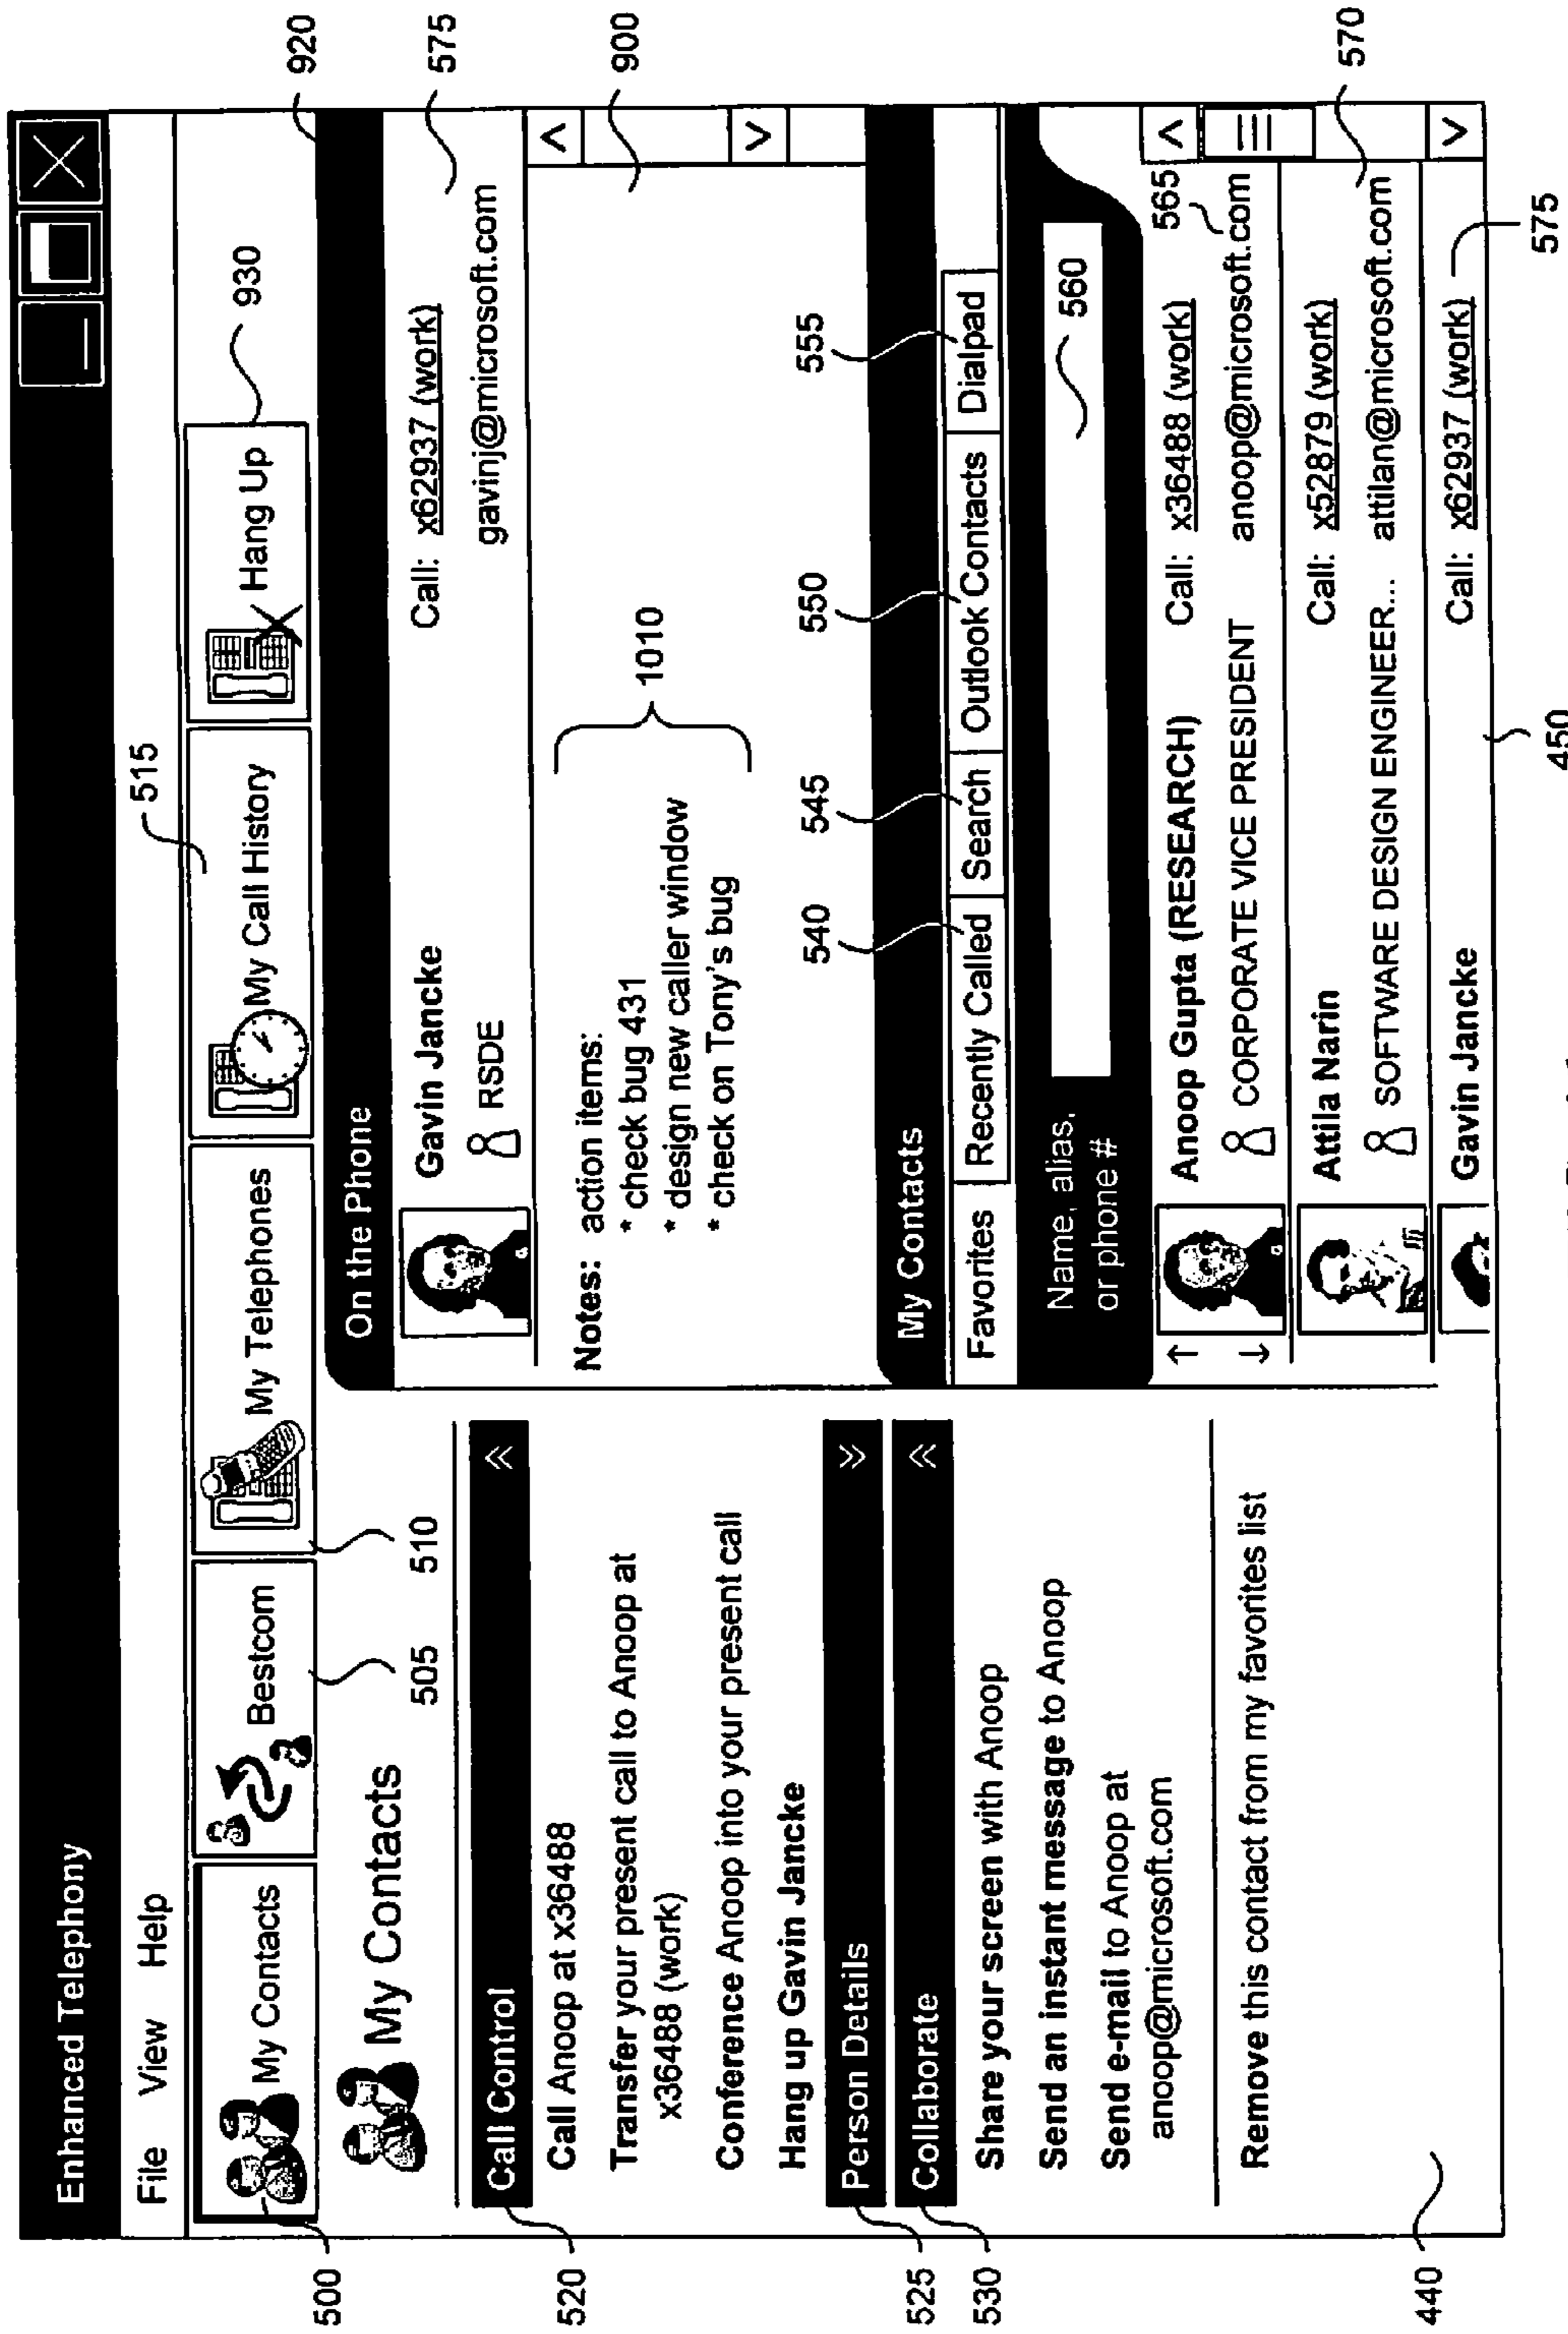 Enhanced Telephony
File View Help
My Contacts
Bestcom
My Telephones
My Call History
Hang Up
500
505
510
515
930
920
My Contacts
Call Control
520
Call Anoop at x36488
Transfer your present call to Anoop at
x36488 (work)
Conference Anoop into your present call
Hang up Gavin Jancke
Person Details
525
Collaborate
530
Share your screen with Anoop
Send an instant message to Anoop
Send e-mail to Anoop at
anoop@microsoft.com
Remove this contact from my favorites list
440
On the Phone
Gavin Jancke
Call: x62937 (work)
575
RSDE
gavinj@microsoft.com
900
Notes: action items:
* check bug 431
* design new caller window
* check on Tony's bug
1010
My Contacts
540
545
550
555
Favorites
Recently Called
Search
Outlook Contacts
Dialpad
Name, alias,
or phone #
560
Anoop Gupta (RESEARCH)
Call: x36488 (work)
565
CORPORATE VICE PRESIDENT
anoop@microsoft.com
Attila Narin
Call: x52879 (work)
570
SOFTWARE DESIGN ENGINEER...
attilan@microsoft.com
Gavin Jancke
Call: x62937 (work)
575
450